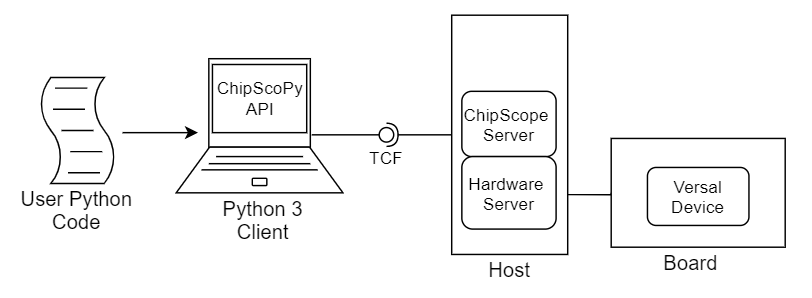 User Python
Code
ChipScoPy
API
Python 3
Client
TCF
ChipScope
Server
Hardware
Server
Host
Versal
Device
Board